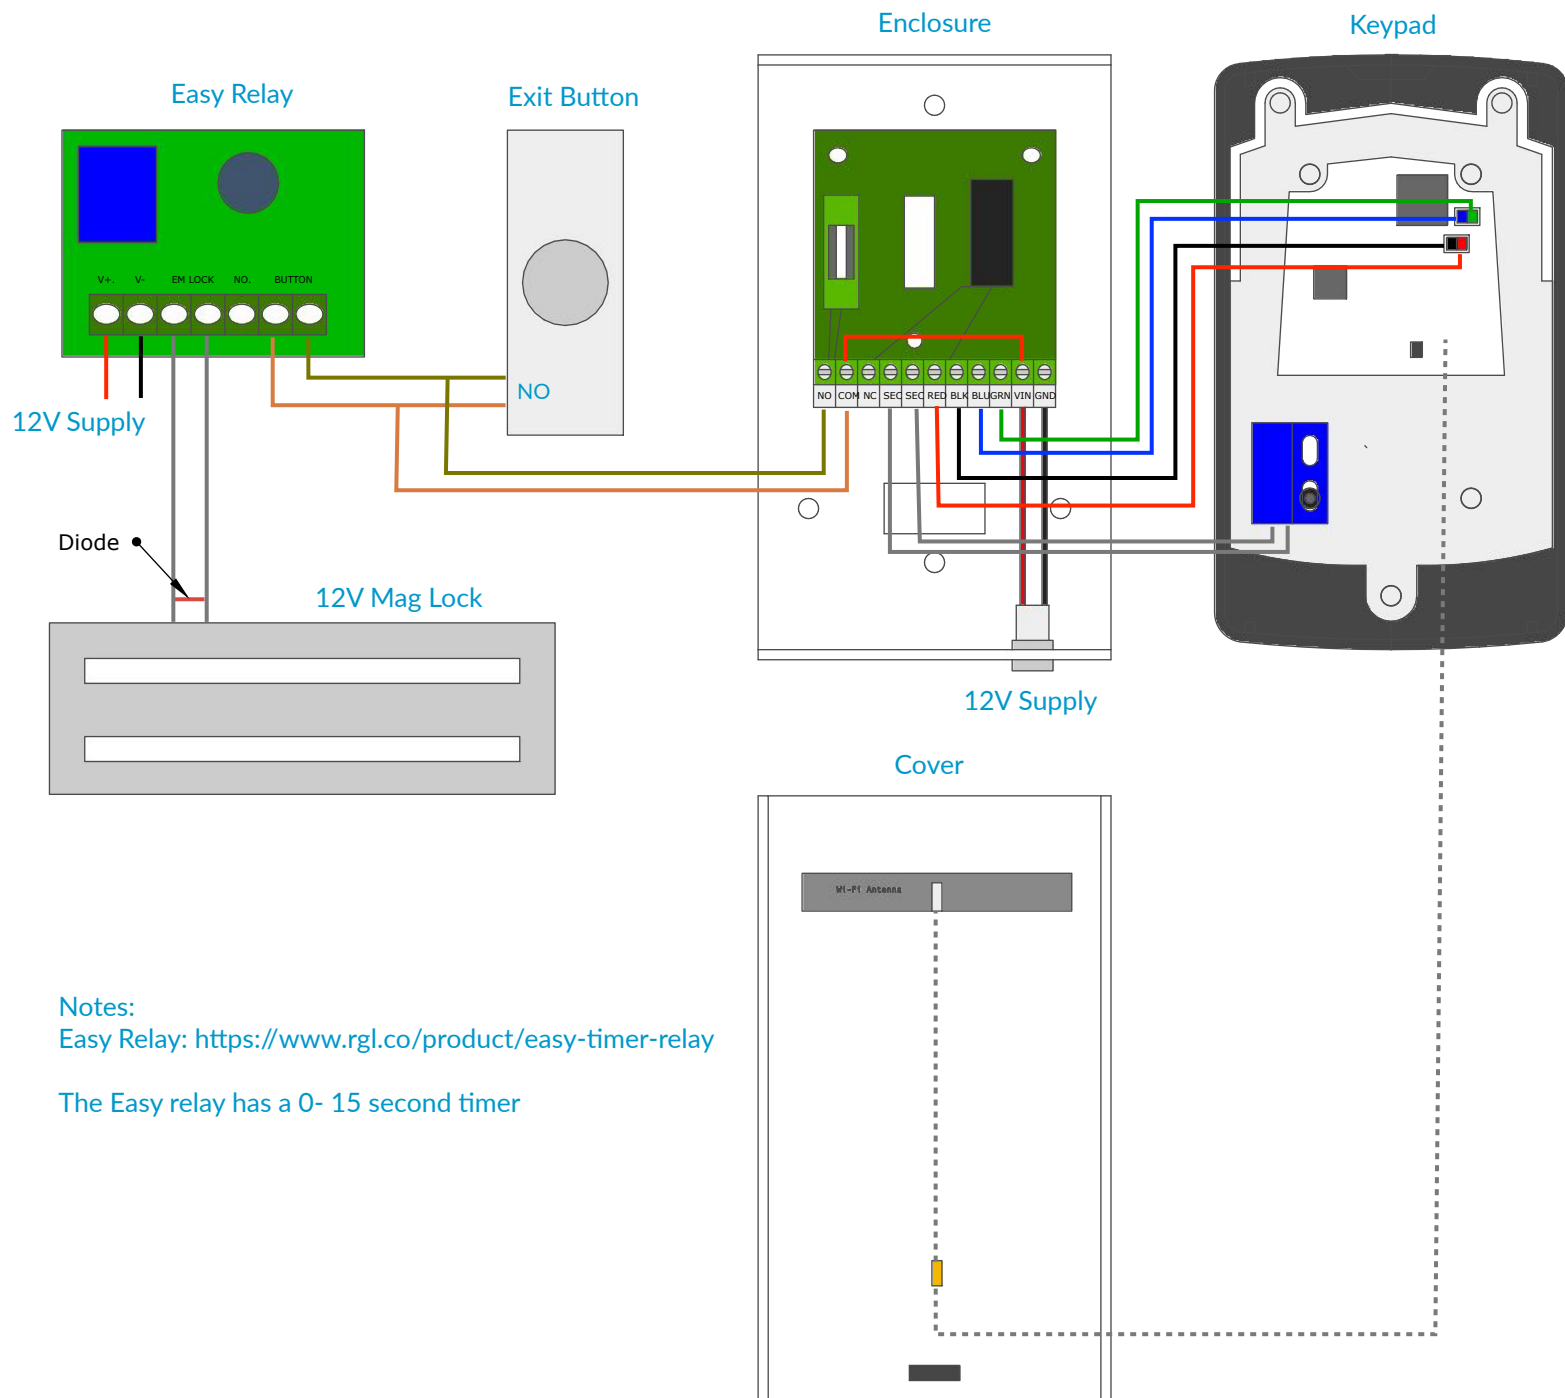 Enclosure
Keypad
Easy Relay
Exit Button
V+. V- EM LOCK NO. BUTTON
12V Supply
NO
NO COM NC SEC SEC RED BLK BLU GRN VIN GND
Diode
12V Mag Lock
12V Supply
Cover
Wi-Fi Antenna
Notes:
Easy Relay: https://www.rgl.co/product/easy-timer-relay
The Easy relay has a 0- 15 second timer